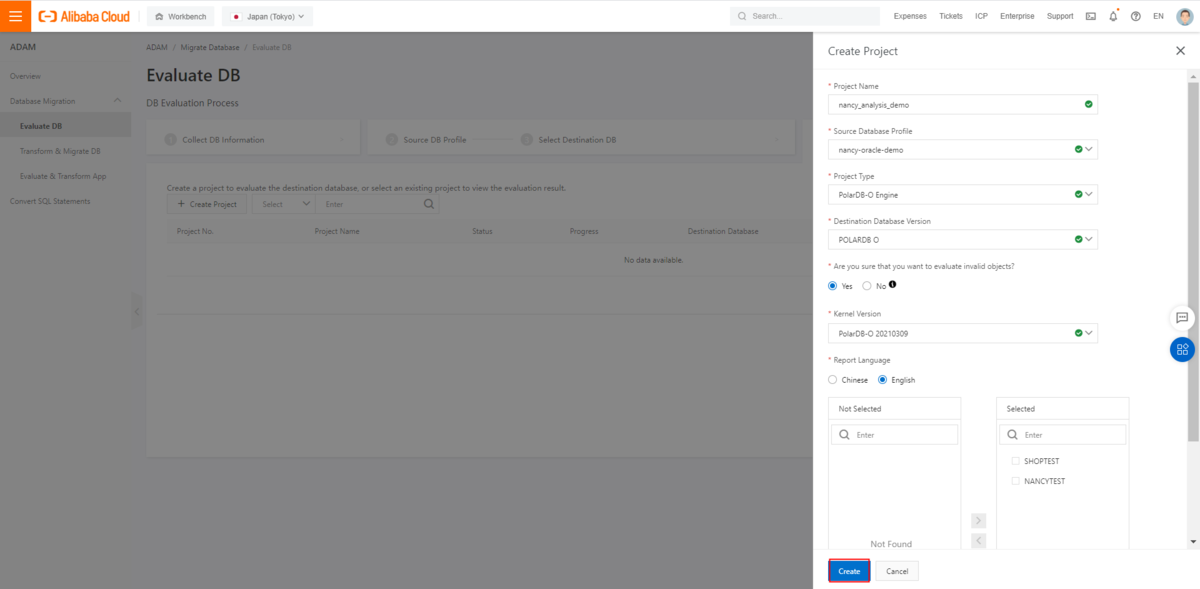 Alibaba Cloud
Workbench
Japan (Tokyo)
Search...
Expenses
Tickets
ICP
Enterprise
Support
EN
ADAM
Overview
Database Migration
Evaluate DB
Transform & Migrate DB
Evaluate & Transform App
Convert SQL Statements
ADAM / Migrate Database / Evaluate DB
Evaluate DB
DB Evaluation Process
1 Collect DB Information
2 Source DB Profile
3 Select Destination DB
Create a project to evaluate the destination database, or select an existing project to view the evaluation result.
+ Create Project
Select
Enter
Project No.
Project Name
Status
Progress
Destination Database
No data available.
Create Project
* Project Name
nancy_analysis_demo
* Source Database Profile
nancy-oracle-demo
* Project Type
PolarDB-O Engine
* Destination Database Version
POLARDB O
* Are you sure that you want to evaluate invalid objects?
Yes
No
* Kernel Version
PolarDB-O 20210309
* Report Language
Chinese
English
Not Selected
Enter
Not Found
Selected
Enter
SHOPTEST
NANCYTEST
Create
Cancel